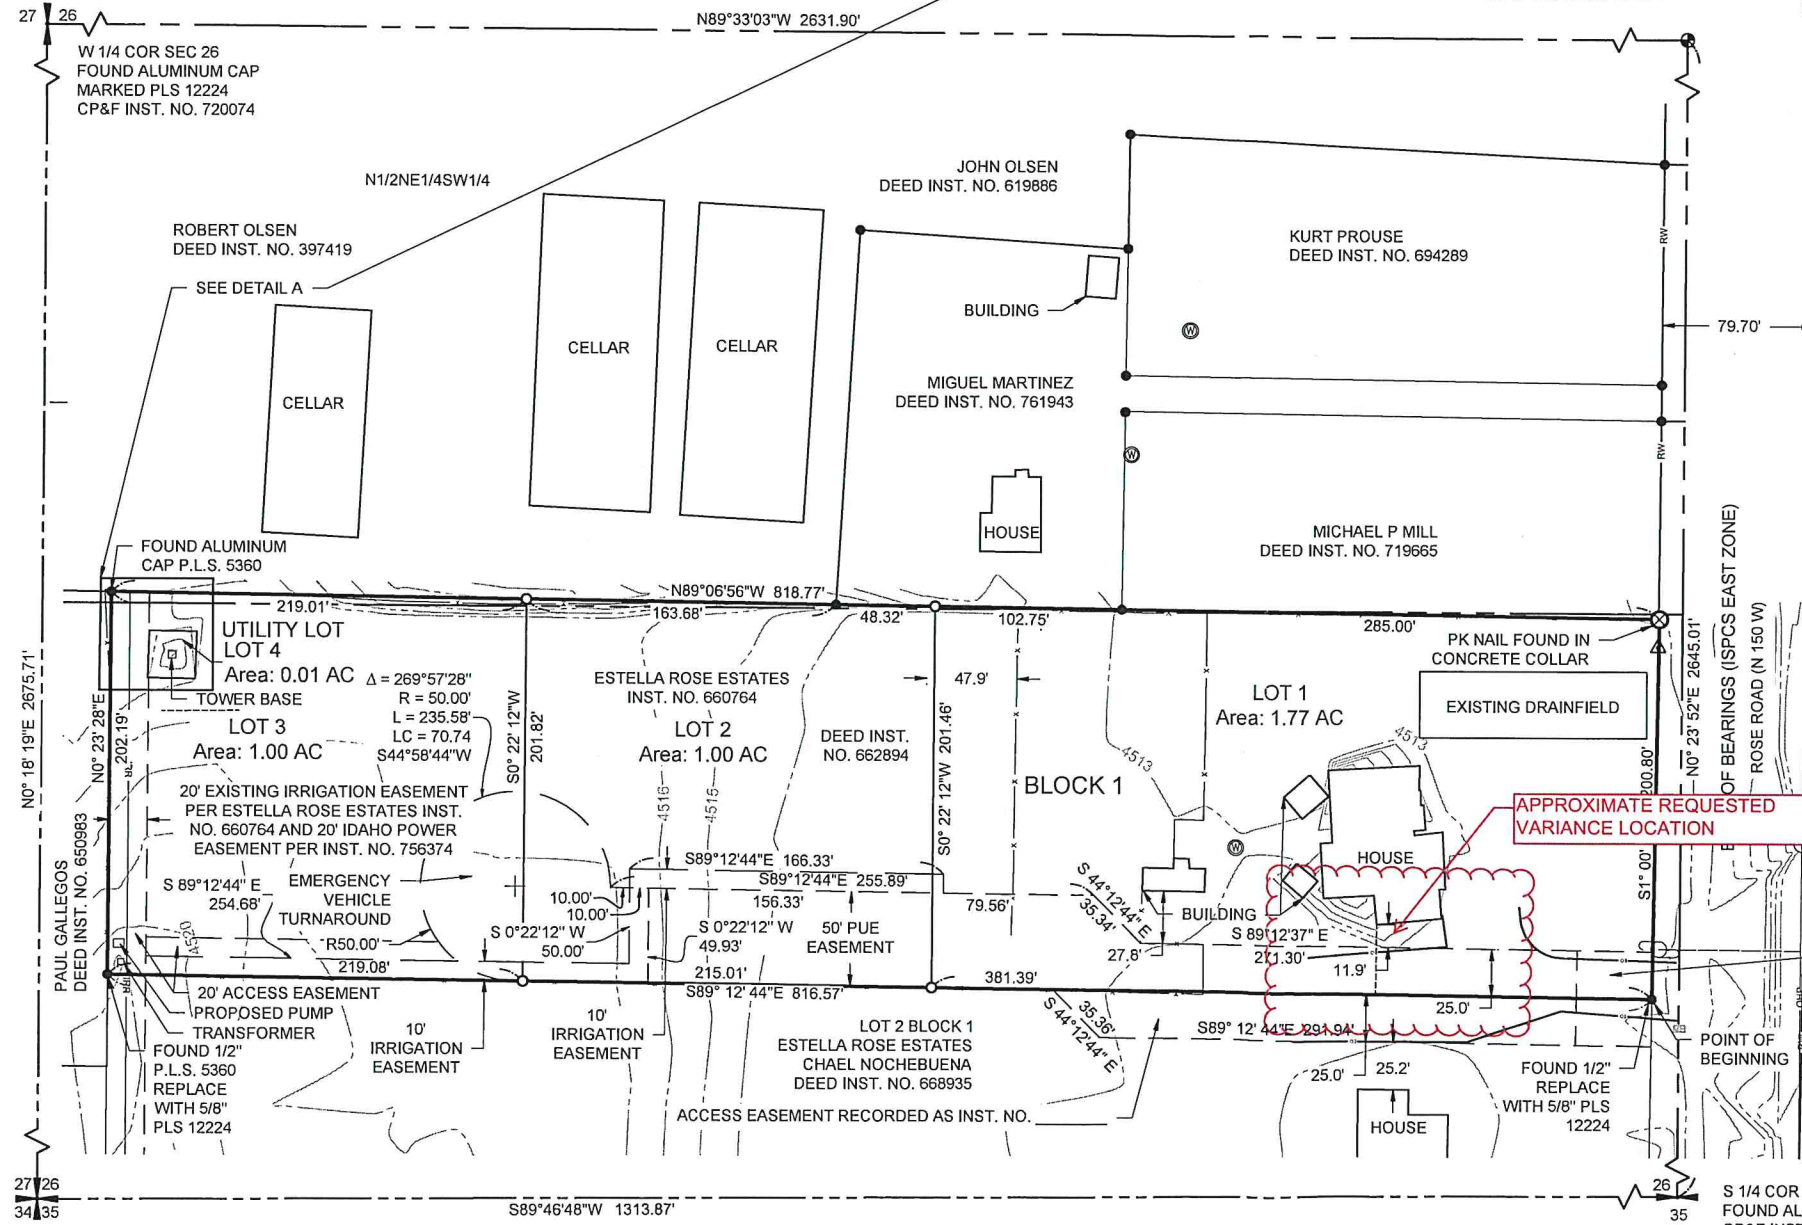 27 26
N89°33'03"W 2631.90'
W 1/4 COR SEC 26
FOUND ALUMINUM CAP
MARKED PLS 12224
CP&F INST. NO. 720074
N1/2NE1/4SW1/4
JOHN OLSEN
DEED INST. NO. 619886
ROBERT OLSEN
DEED INST. NO. 397419
SEE DETAIL A
KURT PROUSE
DEED INST. NO. 694289
RW
BUILDING
W
79.70'
CELLAR
CELLAR
CELLAR
MIGUEL MARTINEZ
DEED INST. NO. 761943
W
RW
HOUSE
MICHAEL P MILL
DEED INST. NO. 719665
FOUND ALUMINUM
CAP P.L.S. 5360
N89°06'56"W 818.77'
219.01'
163.68'
48.32'
102.75'
285.00'
PK NAIL FOUND IN
CONCRETE COLLAR
UTILITY LOT
LOT 4
Area: 0.01 AC
TOWER BASE
Δ = 269°57'28"
R = 50.00'
L = 235.58'
LC = 70.74
S44°58'44"W
LOT 3
Area: 1.00 AC
N0° 18' 19"E 2675.71'
N0° 23' 28"E
202.19'
S0° 22' 12"W
201.82'
ESTELLA ROSE ESTATES
INST. NO. 660764
LOT 2
Area: 1.00 AC
DEED INST.
NO. 662894
S0° 22' 12"W 201.46'
47.9'
LOT 1
Area: 1.77 AC
EXISTING DRAINFIELD
4513
4513
BLOCK 1
4516
4515
20' EXISTING IRRIGATION EASEMENT
PER ESTELLA ROSE ESTATES INST.
NO. 660764 AND 20' IDAHO POWER
EASEMENT PER INST. NO. 756374
APPROXIMATE REQUESTED
VARIANCE LOCATION
OF BEARINGS (ISPCS EAST ZONE)
ROSE ROAD (N 150 W)
N0° 23' 52"E 2645.01'
S1° 00'
200.80'
PAUL GALLEGOS
DEED INST. NO. 650983
S 89°12'44" E
254.68'
EMERGENCY
VEHICLE
TURNAROUND
R50.00'
4520
219.08'
S89°12'44"E 166.33'
S89°12'44"E 255.89'
156.33'
10.00'
10.00'
S 0°22'12" W
50.00'
S 0°22'12" W
49.93'
50' PUE
EASEMENT
79.56'
S 44°12'44" E
35.34'
W
HOUSE
BUILDING
S 89°12'37" E
271.30'
27.8'
11.9'
25.0'
215.01'
S89° 12' 44"E 816.57'
381.39'
20' ACCESS EASEMENT
PROPOSED PUMP
TRANSFORMER
FOUND 1/2"
P.L.S. 5360
REPLACE
WITH 5/8"
PLS 12224
10'
IRRIGATION
EASEMENT
10'
IRRIGATION
EASEMENT
LOT 2 BLOCK 1
ESTELLA ROSE ESTATES
CHAEL NOCHEBUENA
DEED INST. NO. 668935
35.36'
S 44°12'44" E
S89° 12' 44"E 291.94'
25.0'
25.2'
HOUSE
ACCESS EASEMENT RECORDED AS INST. NO.
FOUND 1/2"
REPLACE
WITH 5/8" PLS
12224
POINT OF
BEGINNING
27 26
34 35
S89°46'48"W 1313.87'
26
35
S 1/4 COR
FOUND AL